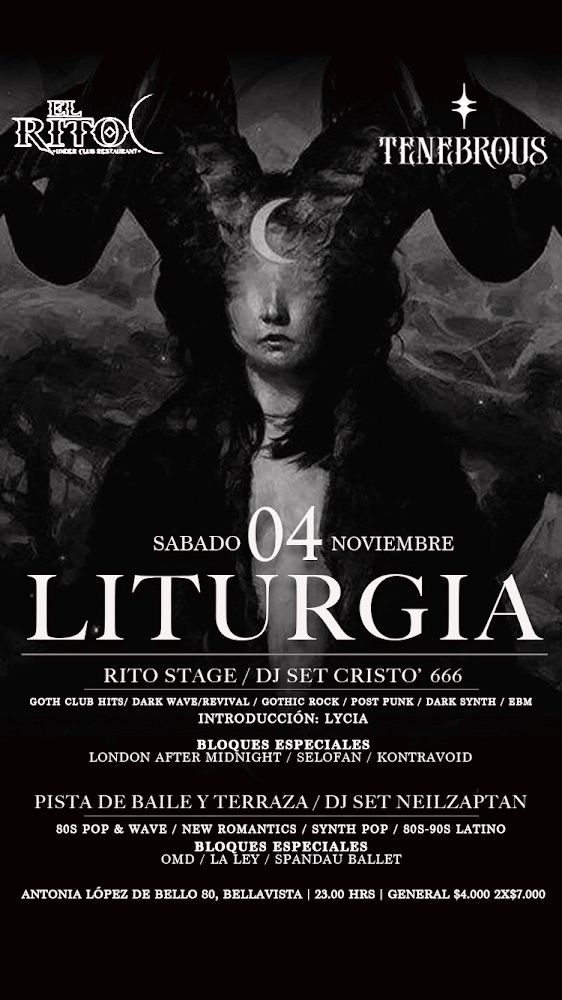 EL
RITO
•UNDER CLUB RESTAURANT•
TENEBROUS
SABADO 04 NOVIEMBRE
LITURGIA
RITO STAGE / DJ SET CRISTO' 666
GOTH CLUB HITS/ DARK WAVE/REVIVAL / GOTHIC ROCK / POST PUNK / DARK SYNTH / EBM
INTRODUCCIÓN: LYCIA
BLOQUES ESPECIALES
LONDON AFTER MIDNIGHT / SELOFAN / KONTRAVOID
PISTA DE BAILE Y TERRAZA / DJ SET NEILZAPTAN
80S POP & WAVE / NEW ROMANTICS / SYNTH POP / 80S-90S LATINO
BLOQUES ESPECIALES
OMD / LA LEY / SPANDAU BALLET
ANTONIA LÓPEZ DE BELLO 80, BELLAVISTA | 23.00 HRS | GENERAL $4.000 2X$7.000